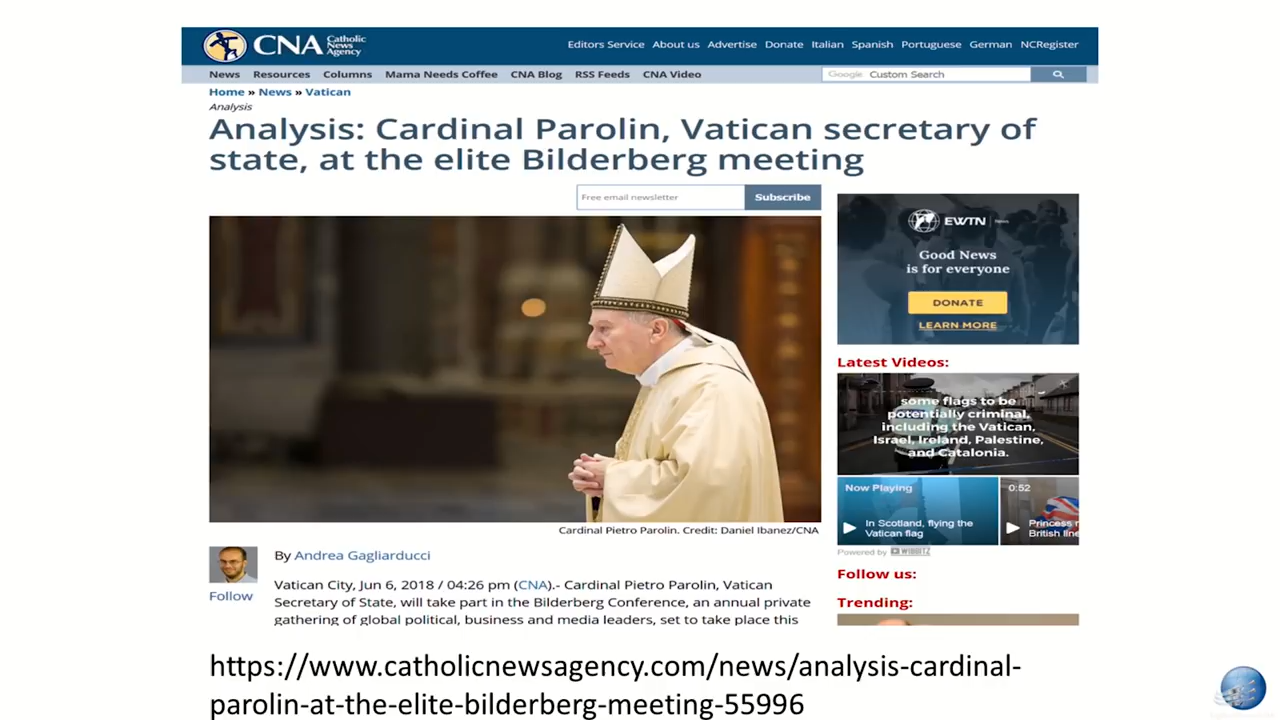 CNA Catholic
News
Agency
Editors Service About us Advertise Donate Italian Spanish Portuguese German NCRegister
News Resources Columns Mama Needs Coffee CNA Blog RSS Feeds CNA Video
Google Custom Search
Home » News » Vatican
Analysis
Analysis: Cardinal Parolin, Vatican secretary of
state, at the elite Bilderberg meeting
Free email newsletter Subscribe
EWTN News
Good News
is for everyone
DONATE
LEARN MORE
Latest Videos:
some flags to be
potentially criminal,
including the Vatican,
Israel, Ireland, Palestine,
and Catalonia.
Now Playing
In Scotland, flying the
Vatican flag
0:52
Princess
British line
Powered by WIBBITZ
Follow us:
Trending:
Cardinal Pietro Parolin. Credit: Daniel Ibanez/CNA
By Andrea Gagliarducci
Follow
Vatican City, Jun 6, 2018 / 04:26 pm (CNA).- Cardinal Pietro Parolin, Vatican
Secretary of State, will take part in the Bilderberg Conference, an annual private
gathering of global political, business and media leaders, set to take place this
https://www.catholicnewsagency.com/news/analysis-cardinal-
parolin-at-the-elite-bilderberg-meeting-55996